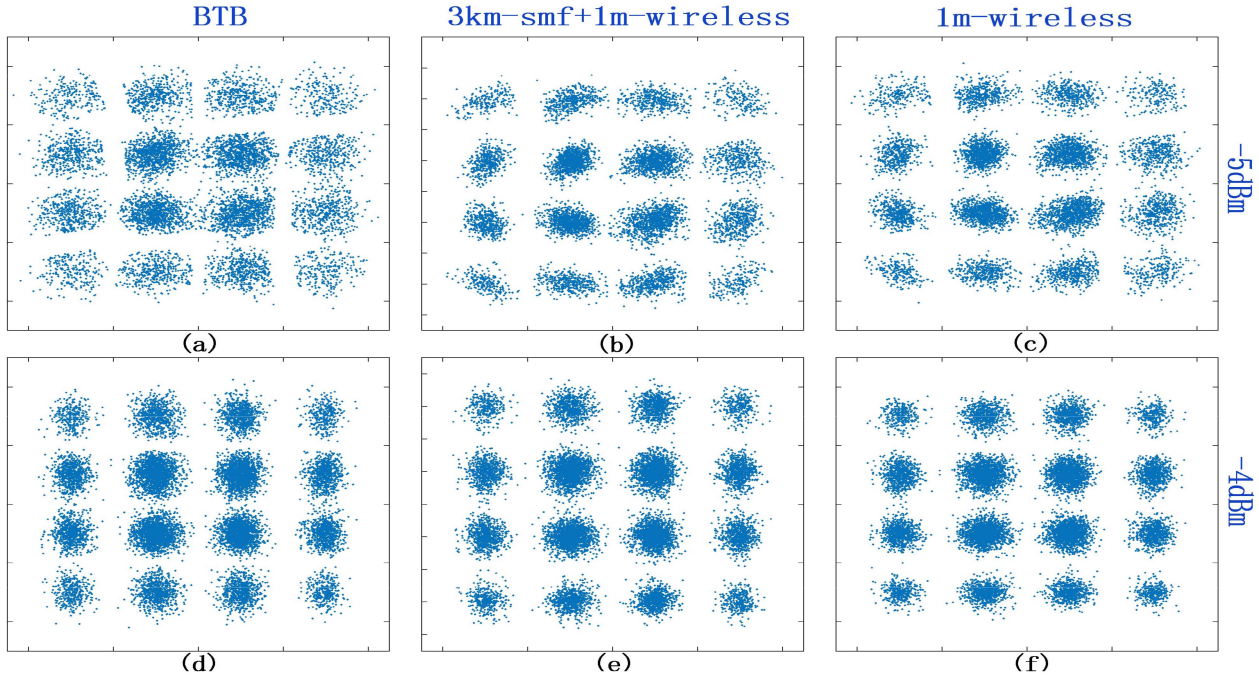 BTB
3km-smf+1m-wireless
1m-wireless
-5dBm
(a)
(b)
(c)
-4dBm
(d)
(e)
(f)